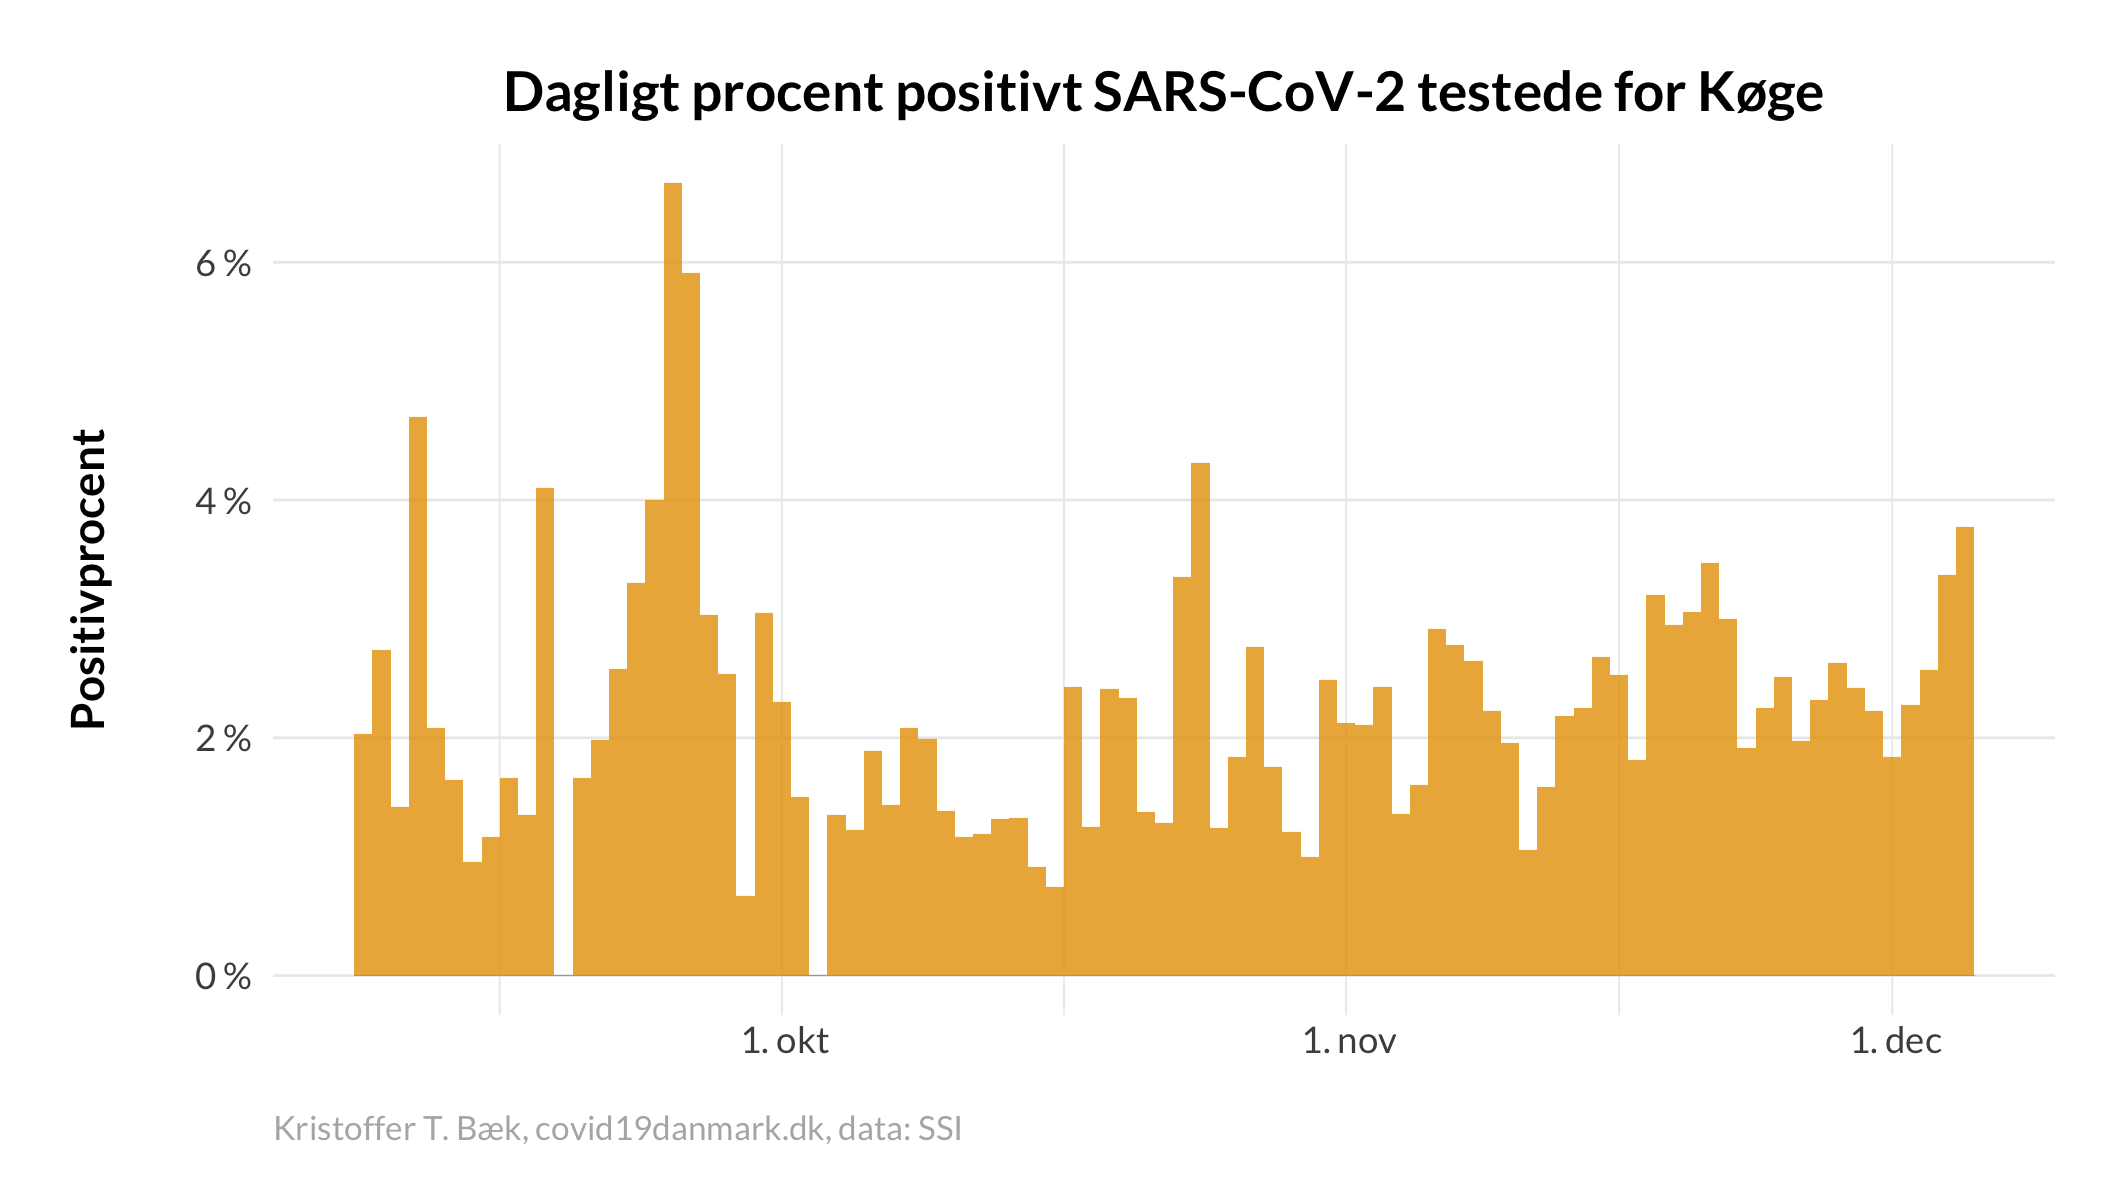 Dagligt procent positivt SARS-CoV-2 testede for Køge
Positivprocent
6 %
4 %
2 %
0 %
1. okt
1. nov
1. dec
Kristoffer T. Bæk, covid19danmark.dk, data: SSI